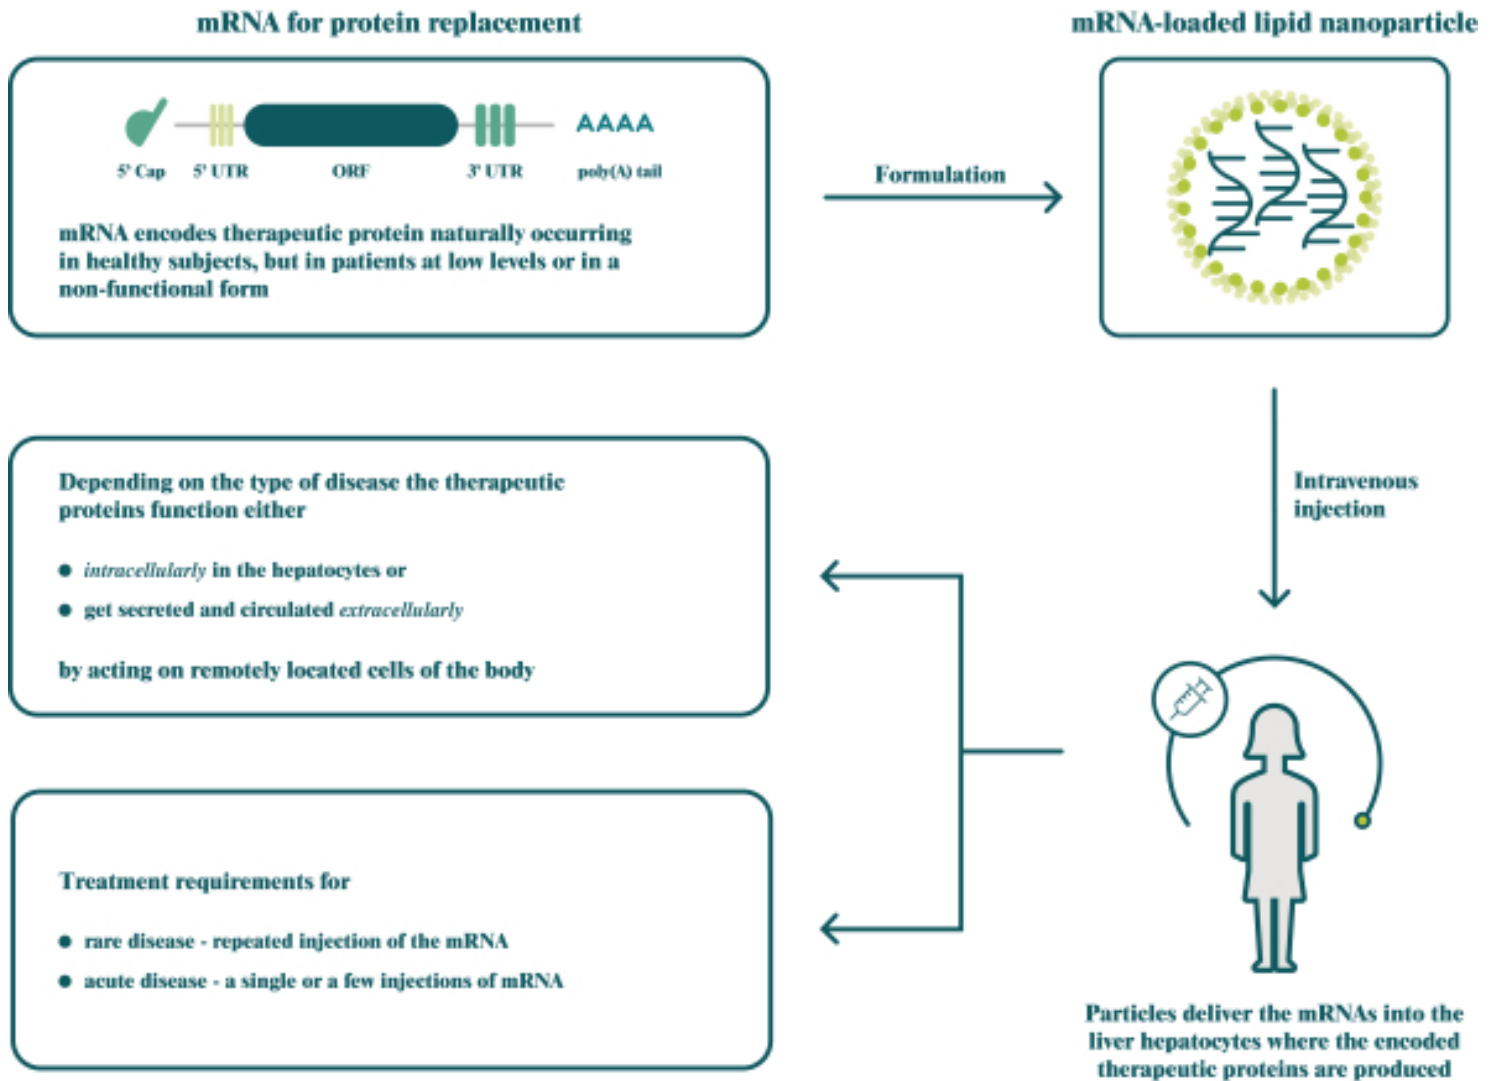 mRNA for protein replacement
5' Cap
5' UTR
ORF
3' UTR
AAAA
poly(A) tail
mRNA encodes therapeutic protein naturally occurring
in healthy subjects, but in patients at low levels or in a
non-functional form
Formulation
mRNA-loaded lipid nanoparticle
Intravenous
injection
Particles deliver the mRNAs into the
liver hepatocytes where the encoded
therapeutic proteins are produced
Depending on the type of disease the therapeutic
proteins function either
● intracellularly in the hepatocytes or
● get secreted and circulated extracellularly
by acting on remotely located cells of the body
Treatment requirements for
● rare disease - repeated injection of the mRNA
● acute disease - a single or a few injections of mRNA